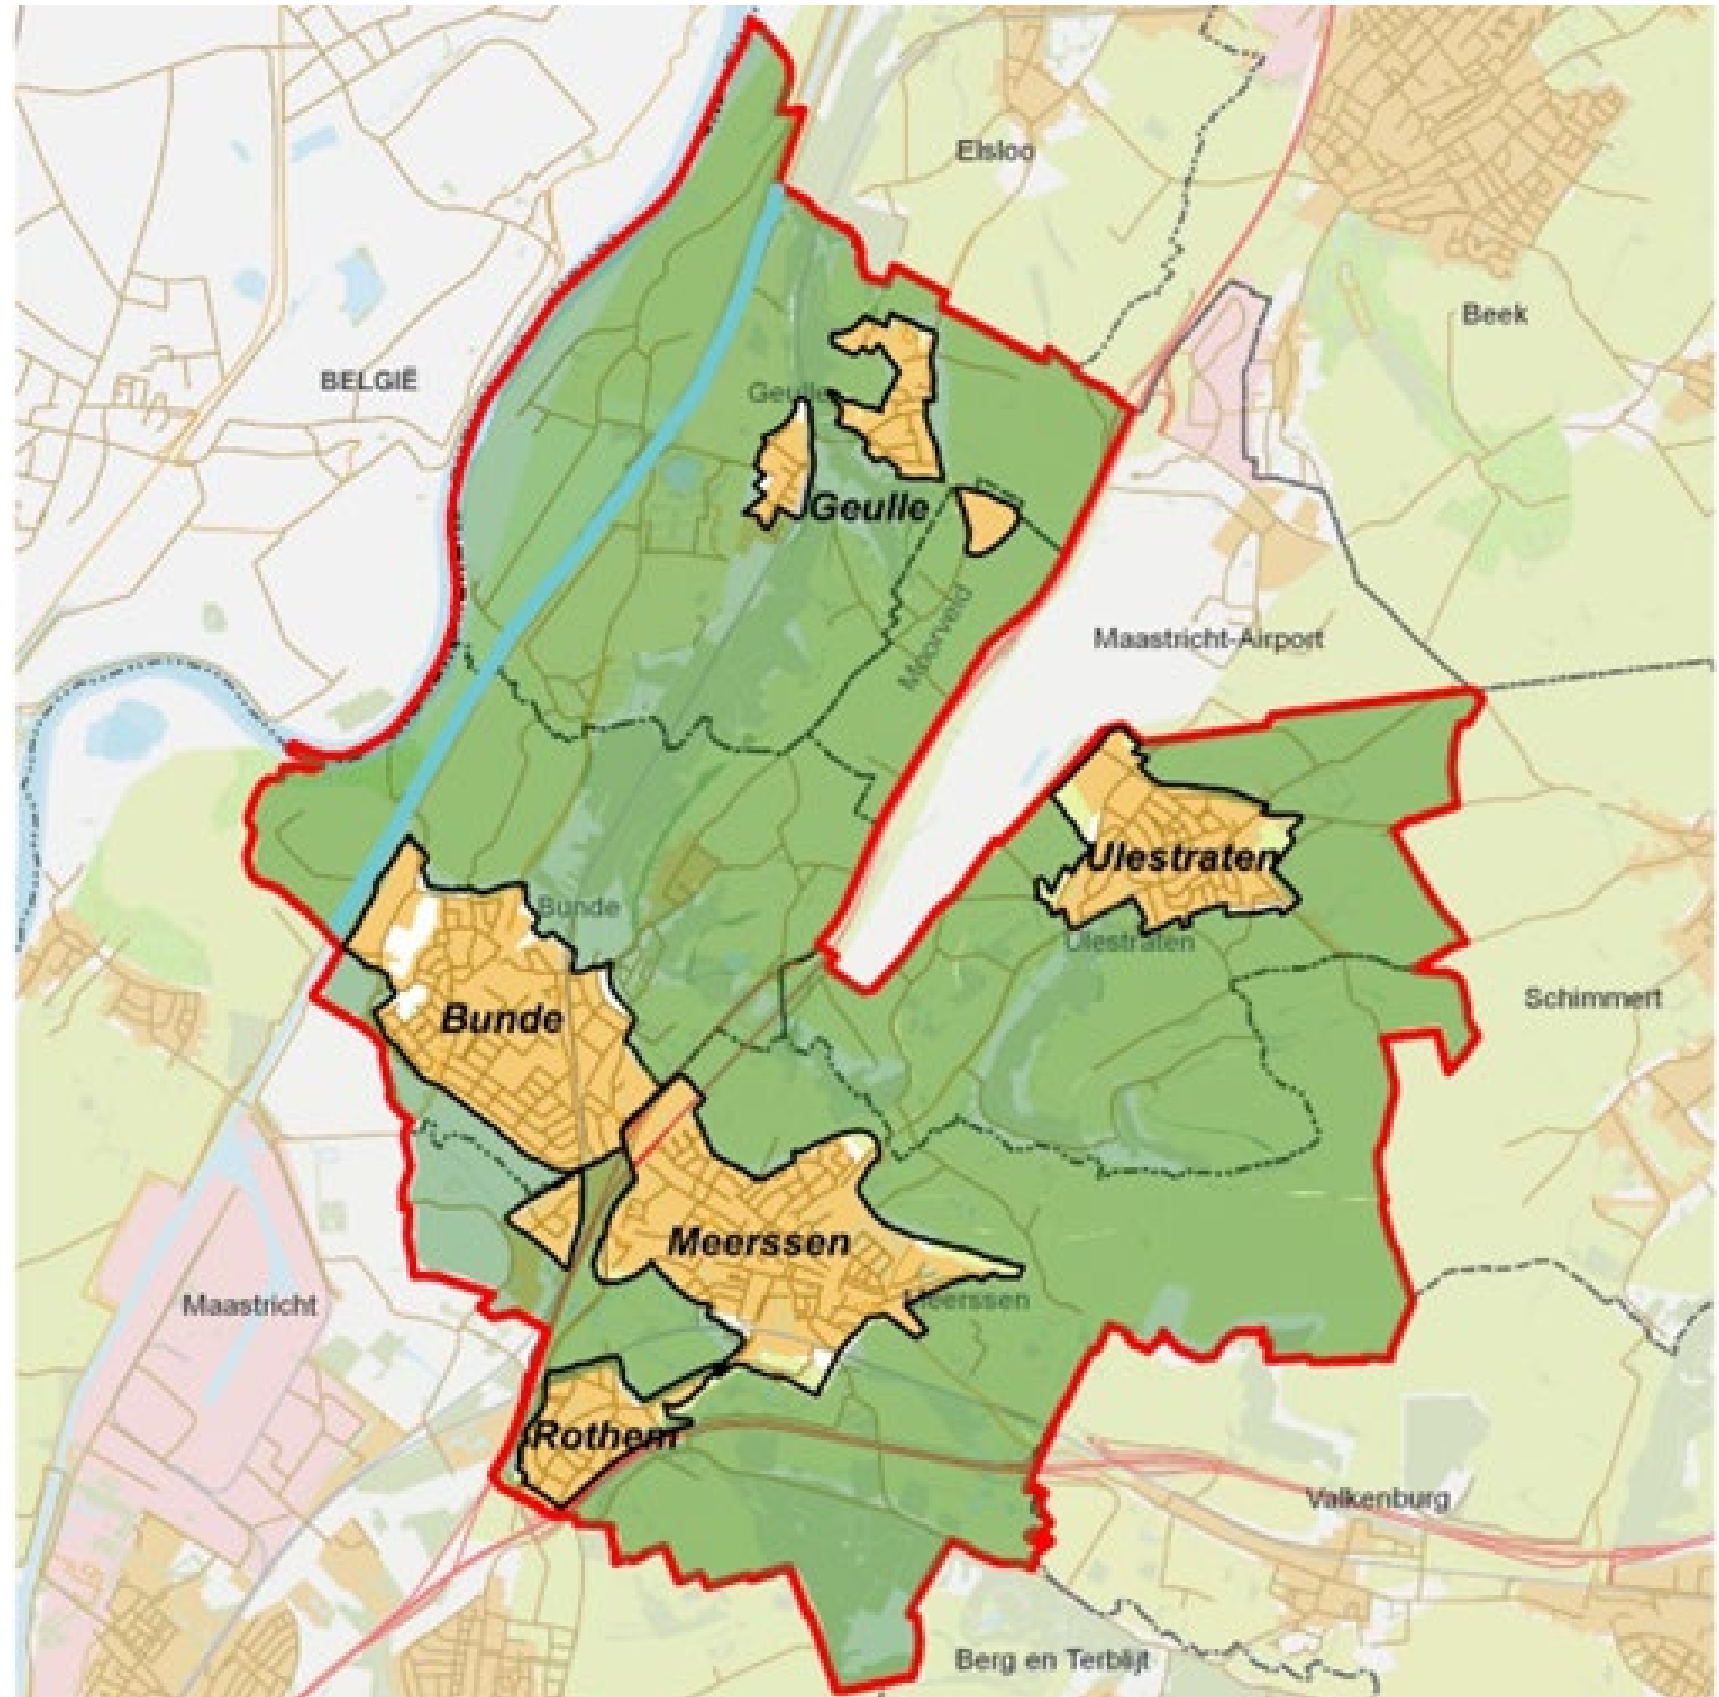 Elsloo
Beek
BELGIË
Geulle
Geulle
Moorveld
Maastricht-Airport
Ulestraten
Bunde
Ulestraten
Schimmert
Bunde
Meerssen
Meerssen
Maastricht
Rothem
Valkenburg
Berg en Terblijt